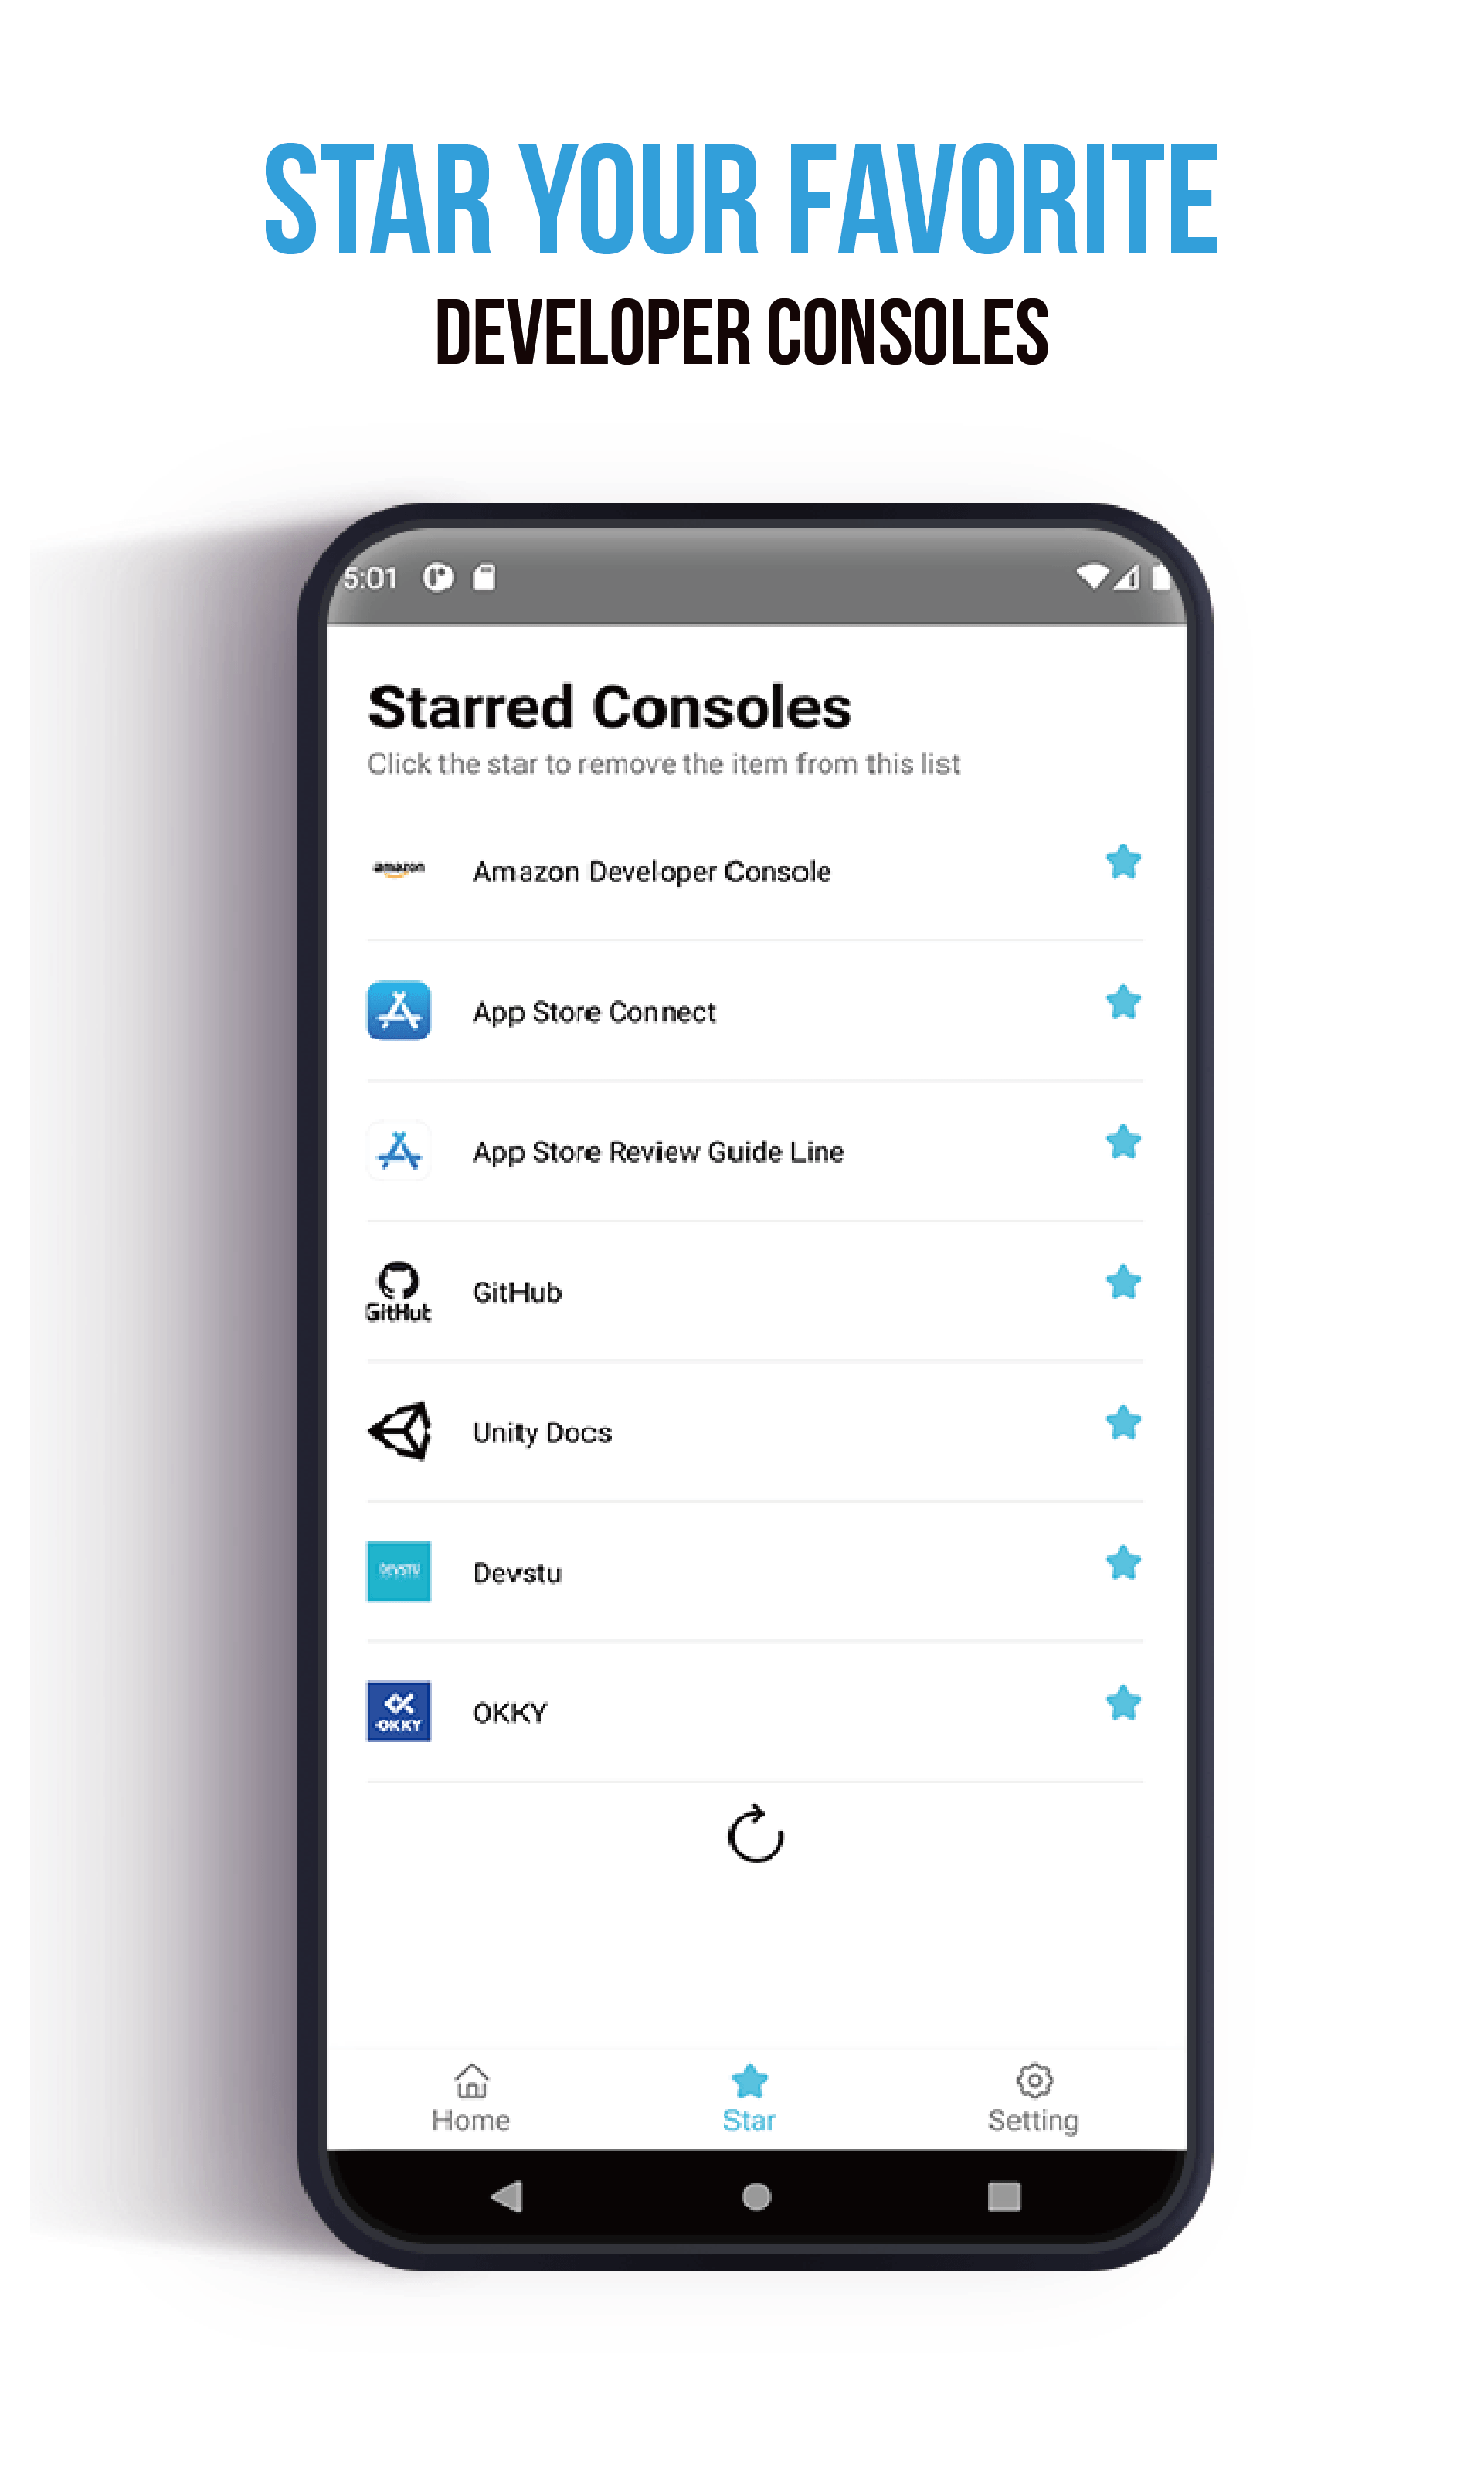 STAR YOUR FAVORITE
DEVELOPER CONSOLES
5:01
Starred Consoles
Click the star to remove the item from this list
amazon
Amazon Developer Console
App Store Connect
App Store Review Guide Line
GitHub
GitHub
Unity Docs
DEVSTU
Devstu
OKKY
OKKY
Home
Star
Setting